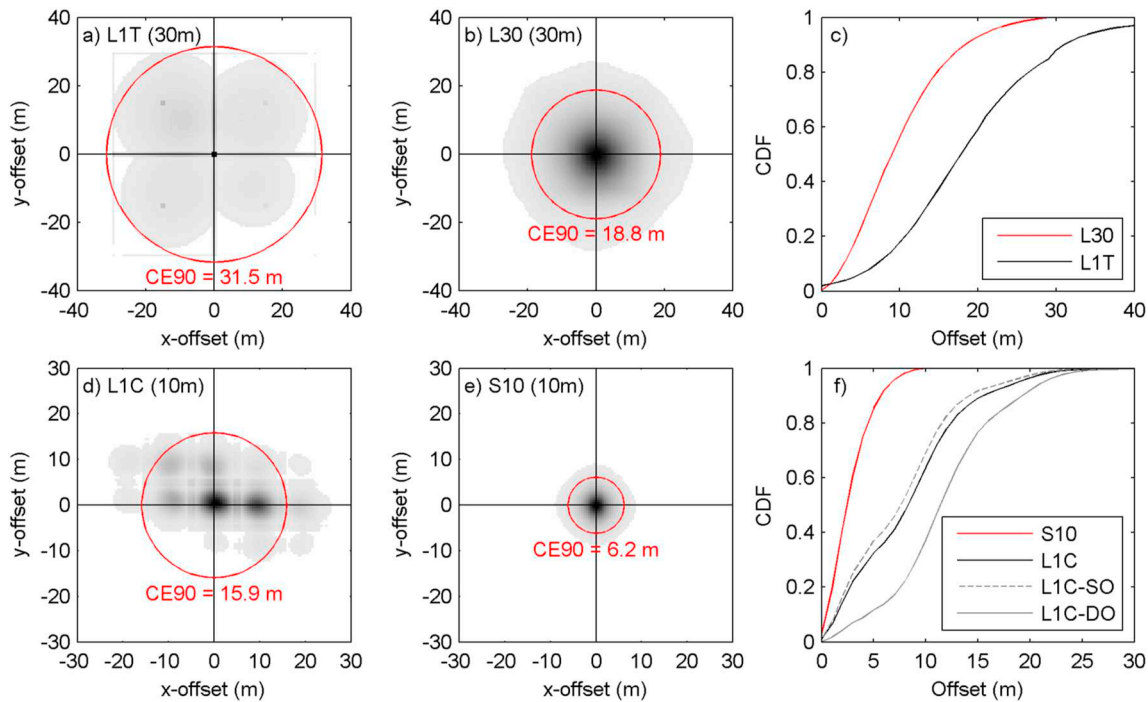 a) L1T (30m)
CE90 = 31.5 m
y-offset (m)
40
20
0
-20
-40
-40 -20 0 20 40
x-offset (m)
b) L30 (30m)
CE90 = 18.8 m
y-offset (m)
40
20
0
-20
-40
-40 -20 0 20 40
x-offset (m)
c)
CDF
1
0.8
0.6
0.4
0.2
0
0 10 20 30 40
Offset (m)
L30
L1T
d) L1C (10m)
CE90 = 15.9 m
y-offset (m)
30
20
10
0
-10
-20
-30
-30 -20 -10 0 10 20 30
x-offset (m)
e) S10 (10m)
CE90 = 6.2 m
y-offset (m)
30
20
10
0
-10
-20
-30
-30 -20 -10 0 10 20 30
x-offset (m)
f)
CDF
1
0.8
0.6
0.4
0.2
0
0 5 10 15 20 25 30
Offset (m)
S10
L1C
L1C-SO
L1C-DO